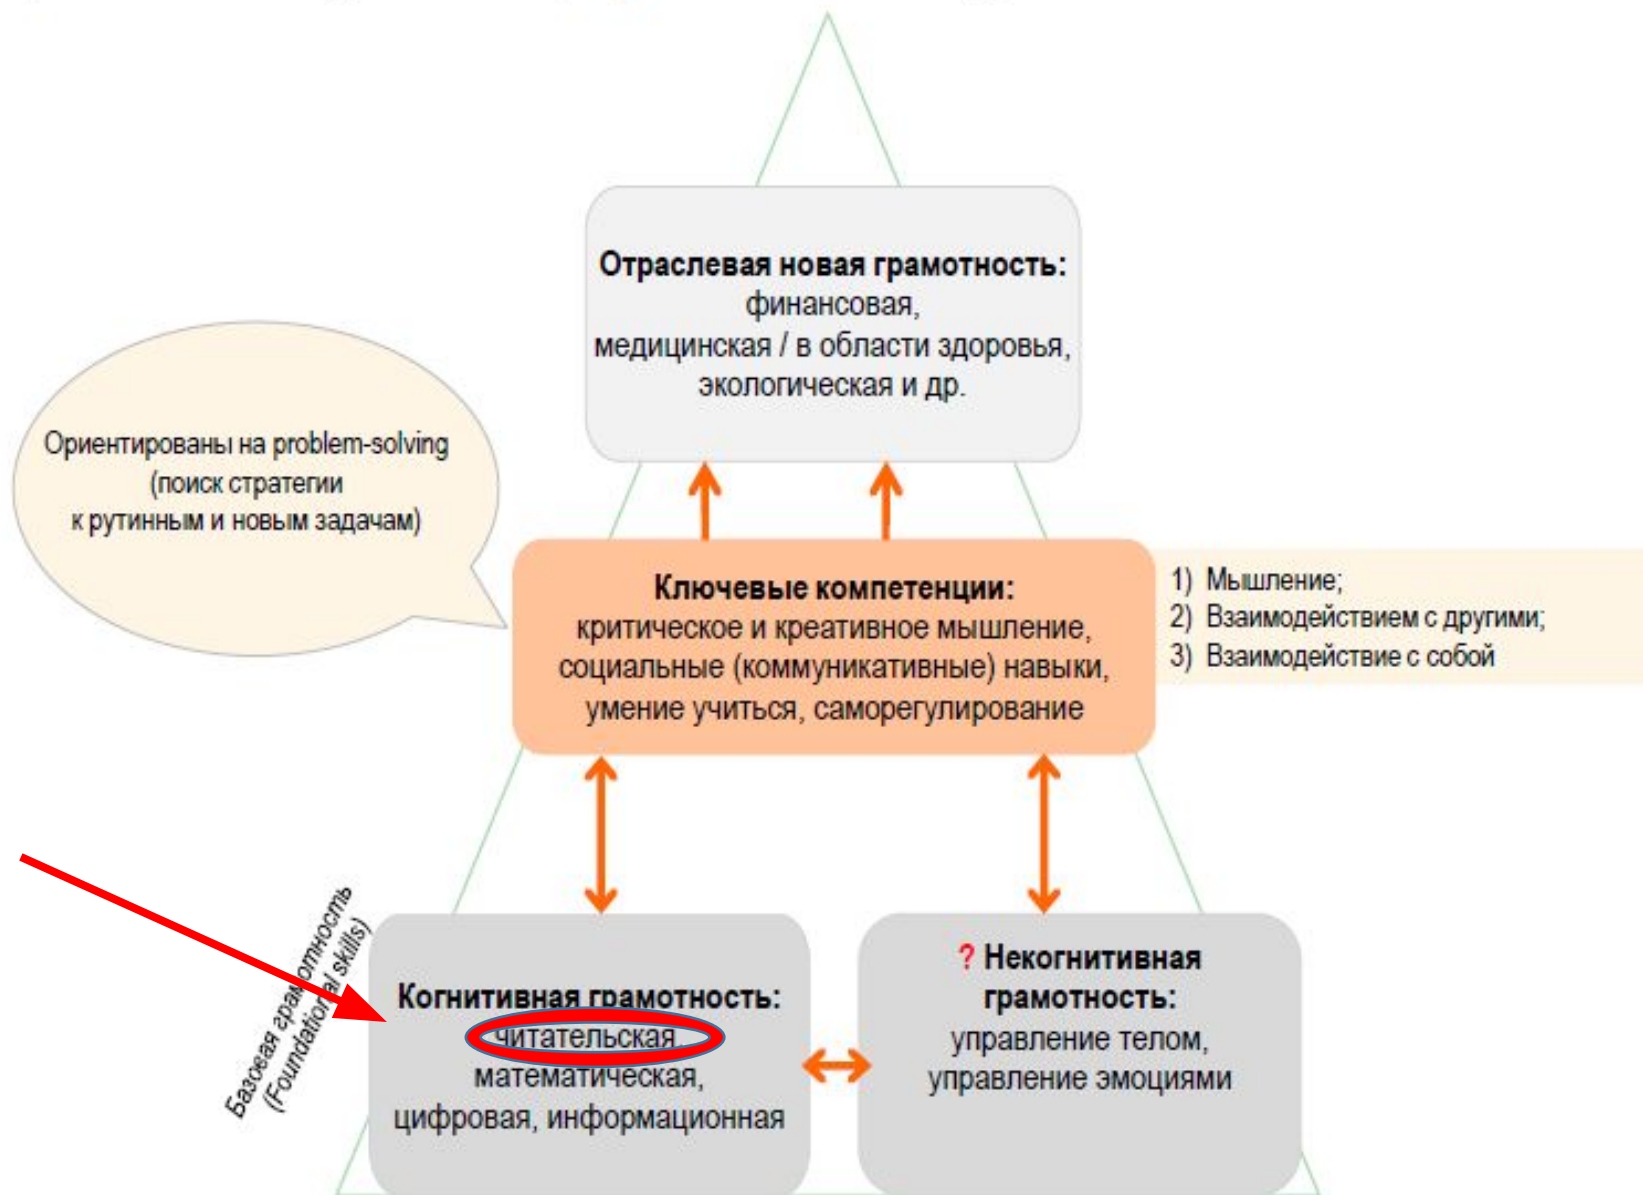 Отраслевая новая грамотность:
финансовая,
медицинская / в области здоровья,
экологическая и др.
Ориентированы на problem-solving
(поиск стратегии
к рутинным и новым задачам)
Ключевые компетенции:
критическое и креативное мышление,
социальные (коммуникативные) навыки,
умение учиться, саморегулирование
1) Мышление;
2) Взаимодействием с другими;
3) Взаимодействие с собой
Базовая грамотность
(Foundational skills)
Когнитивная грамотность:
читательская,
математическая,
цифровая, информационная
? Некогнитивная
грамотность:
управление телом,
управление эмоциями